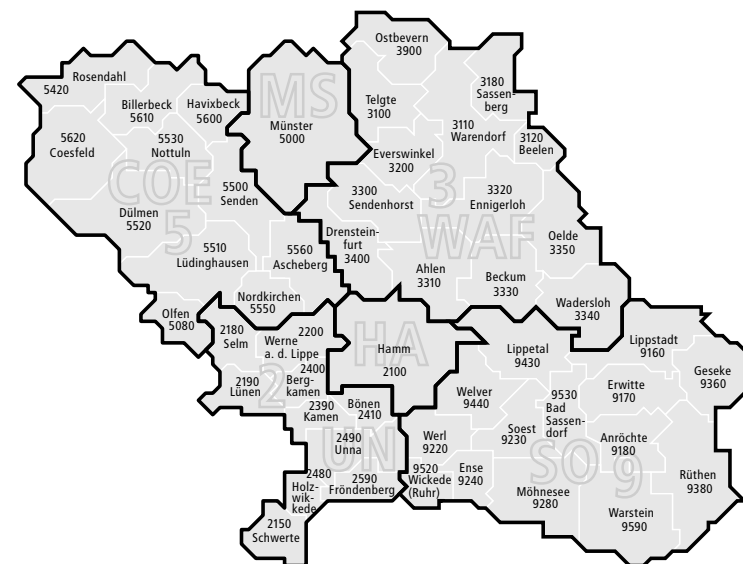 Ostbevern
3900
MS
3180
Sassen-
berg
Rosendahl
5420
Billerbeck
5610
Havixbeck
5600
Telgte
3100
Münster
5000
3110
Warendorf
3120
Beelen
5620
Coesfeld
5530
Nottuln
Everswinkel
3200
COE
5
5500
Senden
3300
Sendenhorst
3
WAF
3320
Ennigerloh
Dülmen
5520
Drenstein-
furt
3400
Oelde
3350
5510
Lüdinghausen
5560
Ascheberg
Ahlen
3310
Beckum
3330
Wadersloh
3340
Nordkirchen
5550
Olfen
5080
2180
Selm
2200
Werne
a. d. Lippe
HA
Hamm
2100
Lippetal
9430
Lippstadt
9160
Geseke
9360
2400
Berg-
kamen
2190
Lünen
2
Welver
9440
9530
Bad
Sassen-
dorf
Erwitte
9170
2390
Kamen
Bönen
2410
Soest
9230
Anröchte
9180
2490
Unna
UN
Werl
9220
SO
9
9520
Wickede
(Ruhr)
Ense
9240
Rüthen
9380
2480
Holz-
wik-
kede
2590
Fröndenberg
Möhnesee
9280
Warstein
9590
2150
Schwerte